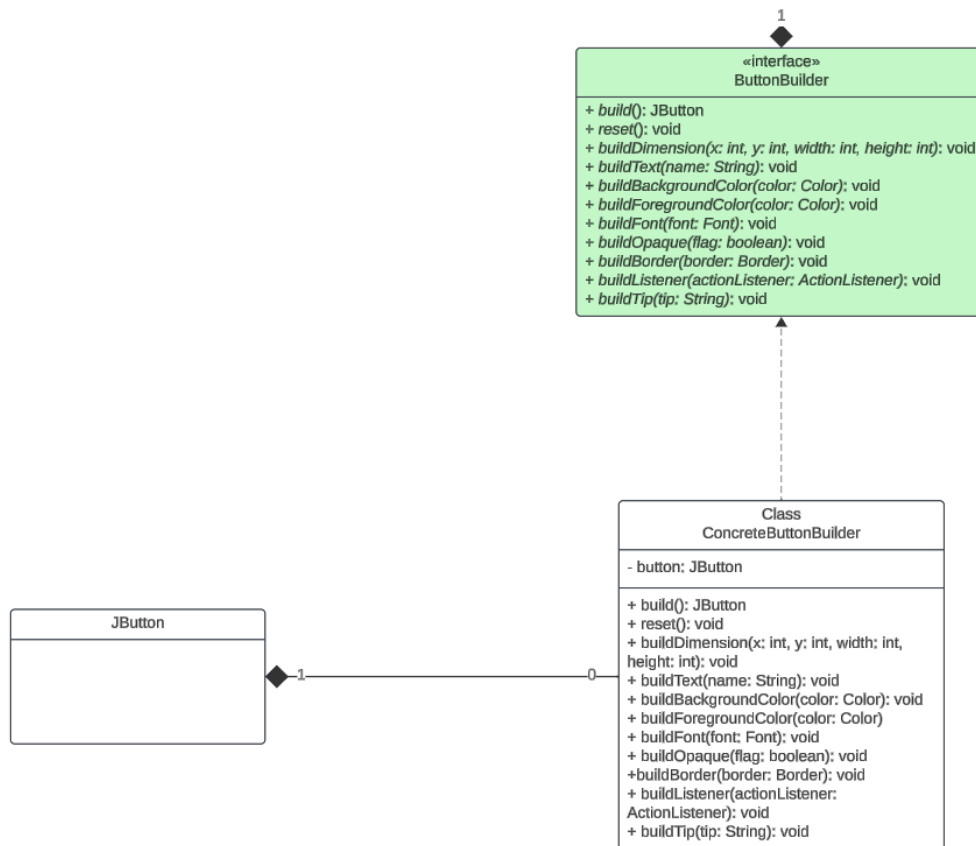 1
«interface»
ButtonBuilder
+ build(): JButton
+ reset(): void
+ buildDimension(x: int, y: int, width: int, height: int): void
+ buildText(name: String): void
+ buildBackgroundColor(color: Color): void
+ buildForegroundColor(color: Color): void
+ buildFont(font: Font): void
+ buildOpaque(flag: boolean): void
+ buildBorder(border: Border): void
+ buildListener(actionListener: ActionListener): void
+ buildTip(tip: String): void
Class
ConcreteButtonBuilder
- button: JButton
+ build(): JButton
+ reset(): void
+ buildDimension(x: int, y: int, width: int,
height: int): void
+ buildText(name: String): void
+ buildBackgroundColor(color: Color): void
+ buildForegroundColor(color: Color)
+ buildFont(font: Font): void
+ buildOpaque(flag: boolean): void
+buildBorder(border: Border): void
+ buildListener(actionListener:
ActionListener): void
+ buildTip(tip: String): void
JButton
1
0